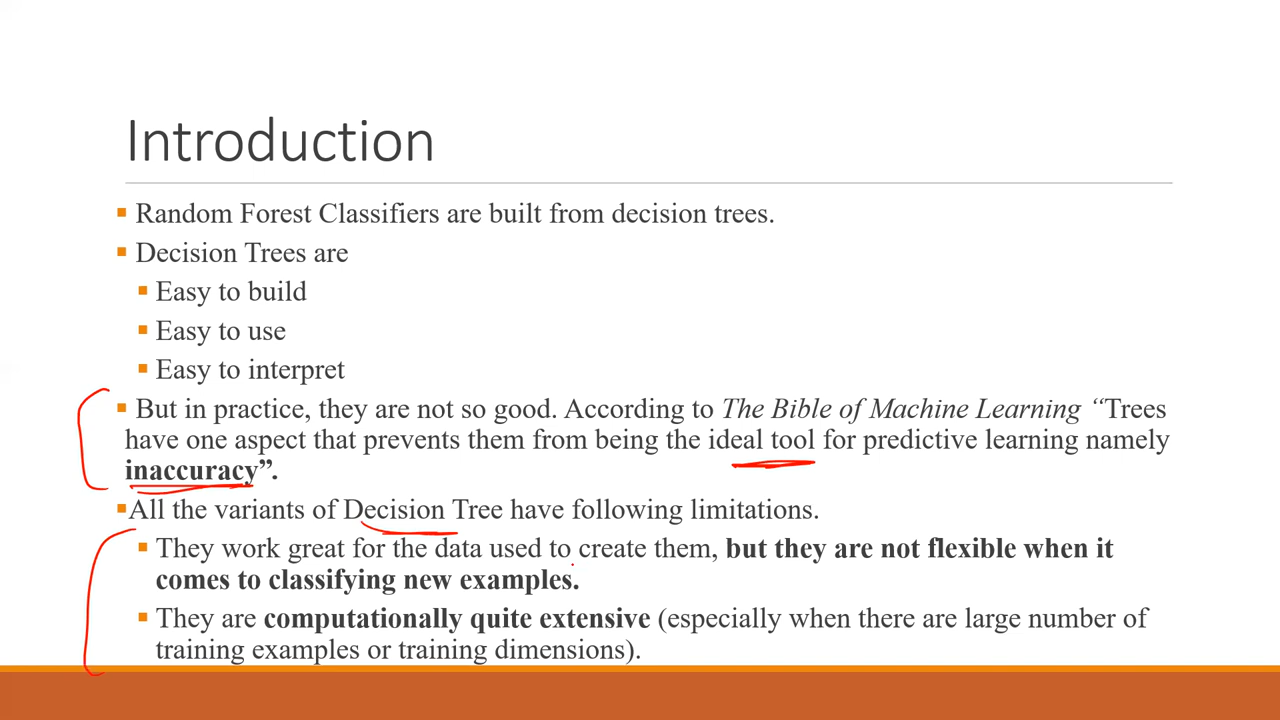 Introduction
▪ Random Forest Classifiers are built from decision trees.
▪ Decision Trees are
▪ Easy to build
▪ Easy to use
▪ Easy to interpret
▪ But in practice, they are not so good. According to The Bible of Machine Learning “Trees
have one aspect that prevents them from being the ideal tool for predictive learning namely
inaccuracy”.
▪All the variants of Decision Tree have following limitations.
▪ They work great for the data used to create them, but they are not flexible when it
comes to classifying new examples.
▪ They are computationally quite extensive (especially when there are large number of
training examples or training dimensions).